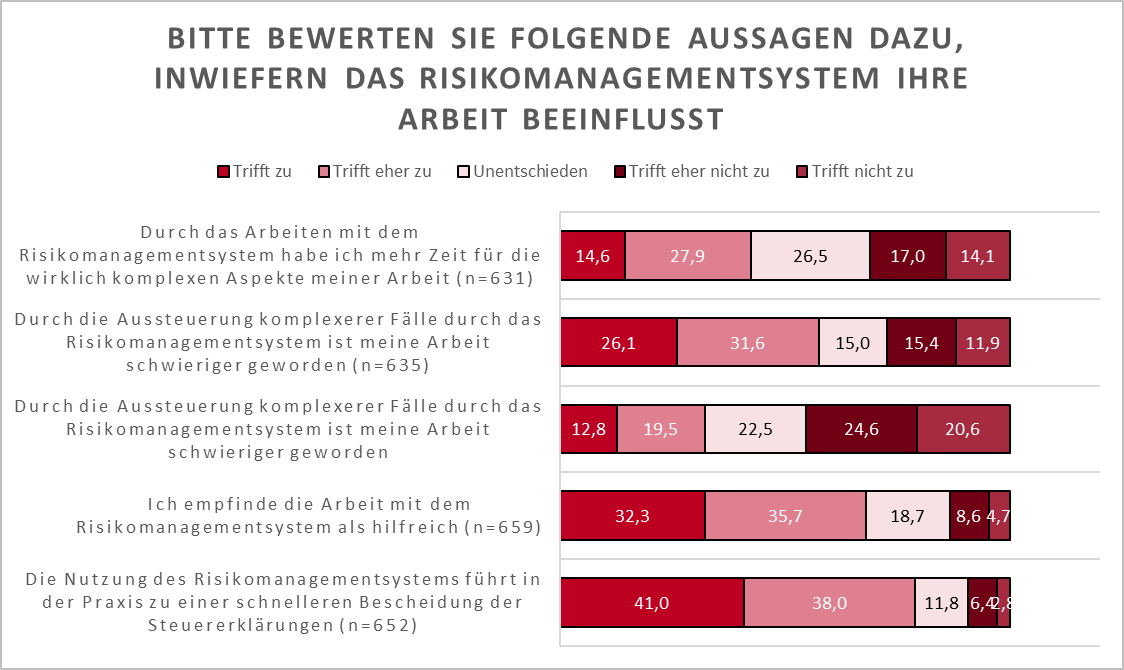 BITTE BEWERTEN SIE FOLGENDE AUSSAGEN DAZU,
INWIEFERN DAS RISIKOMANAGEMENTSYSTEM IHRE
ARBEIT BEEINFLUSST
Trifft zu Trifft eher zu Unentschieden Trifft eher nicht zu Trifft nicht zu
Durch das Arbeiten mit dem
Risikomanagementsystem habe ich mehr Zeit für die
wirklich komplexen Aspekte meiner Arbeit (n=631)
14,6 27,9 26,5 17,0 14,1
Durch die Aussteuerung komplexerer Fälle durch das
Risikomanagementsystem ist meine Arbeit
schwieriger geworden (n=635)
26,1 31,6 15,0 15,4 11,9
Durch die Aussteuerung komplexerer Fälle durch das
Risikomanagementsystem ist meine Arbeit
schwieriger geworden
12,8 19,5 22,5 24,6 20,6
Ich empfinde die Arbeit mit dem
Risikomanagementsystem als hilfreich (n=659)
32,3 35,7 18,7 8,6 4,7
Die Nutzung des Risikomanagementsystems führt in
der Praxis zu einer schnelleren Bescheidung der
Steuererklärungen (n=652)
41,0 38,0 11,8 6,4 2,8